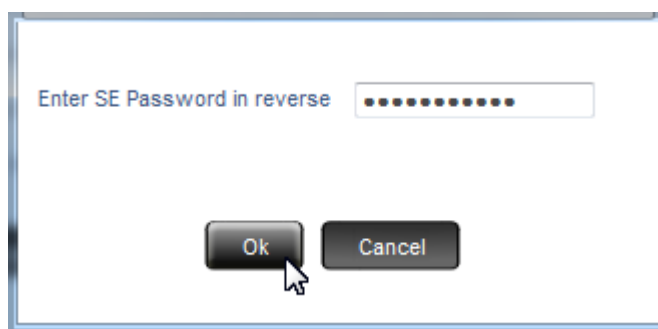 Enter SE Password in reverse •••••••••••
Ok Cancel